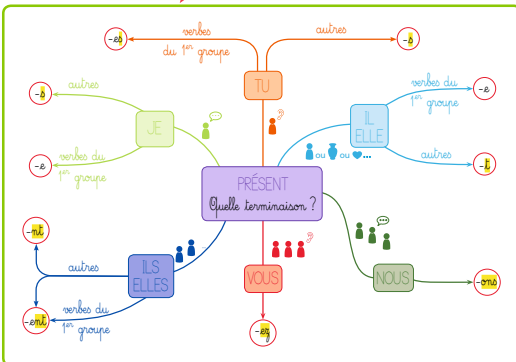 -es
verbes
du 1er groupe
autres
-s
TU
-s
autres
JE
-e
verbes du
1er groupe
IL
ELLE
verbes du
1er groupe
-e
autres
-t
ou ou ...
PRÉSENT
Quelle terminaison ?
-nt
autres
ILS
ELLES
-ent
verbes du
1er groupe
VOUS
-ez
NOUS
-ons